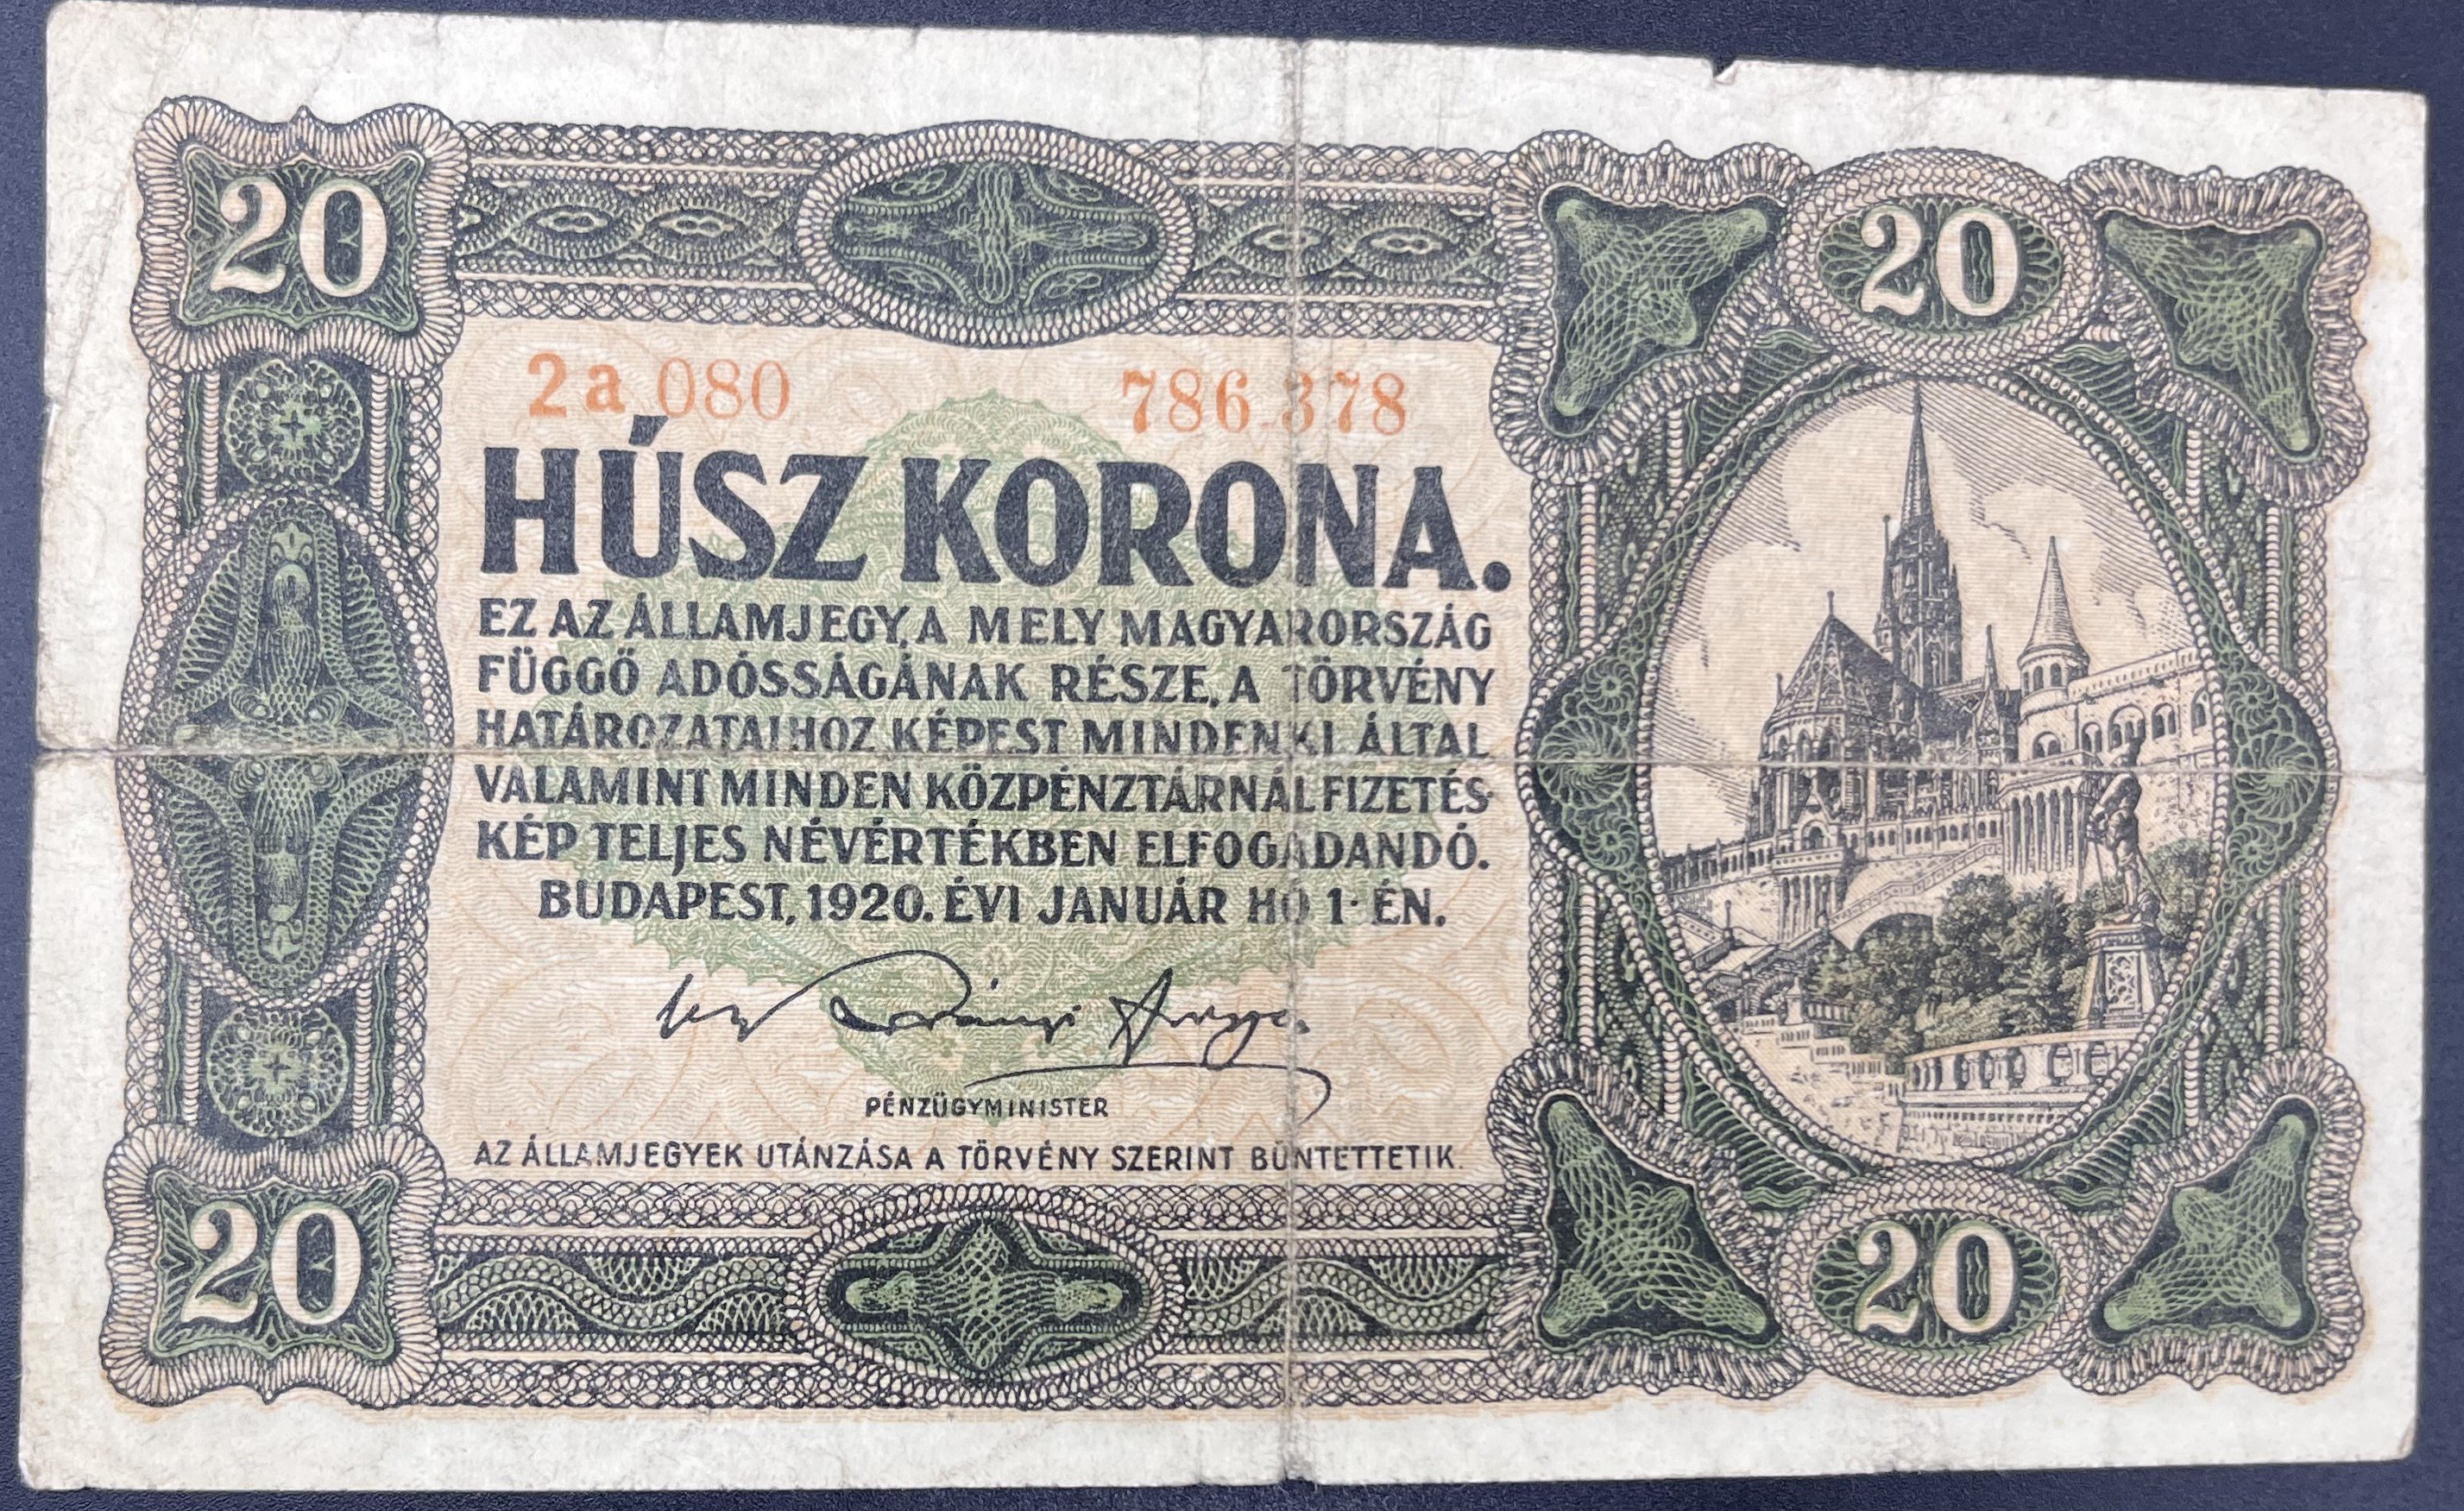 20
20
2a 080 786 378
HÚSZ KORONA.
EZ AZ ÁLLAMJEGY, A MELY MAGYARORSZÁG
FÜGGŐ ADÓSSÁGÁNAK RÉSZE, A TÖRVÉNY
HATÁROZATAIHOZ KÉPEST MINDENKI ÁLTAL
VALAMINT MINDEN KÖZPÉNZTÁRNÁL FIZETÉS-
KÉP TELJES NÉVÉRTÉKBEN ELFOGADANDÓ.
BUDAPEST, 1920. ÉVI JANUÁR HÓ 1-ÉN.
PÉNZÜGYMINISTER
AZ ÁLLAMJEGYEK UTÁNZÁSA A TÖRVÉNY SZERINT BÜNTETTETIK.
20
20